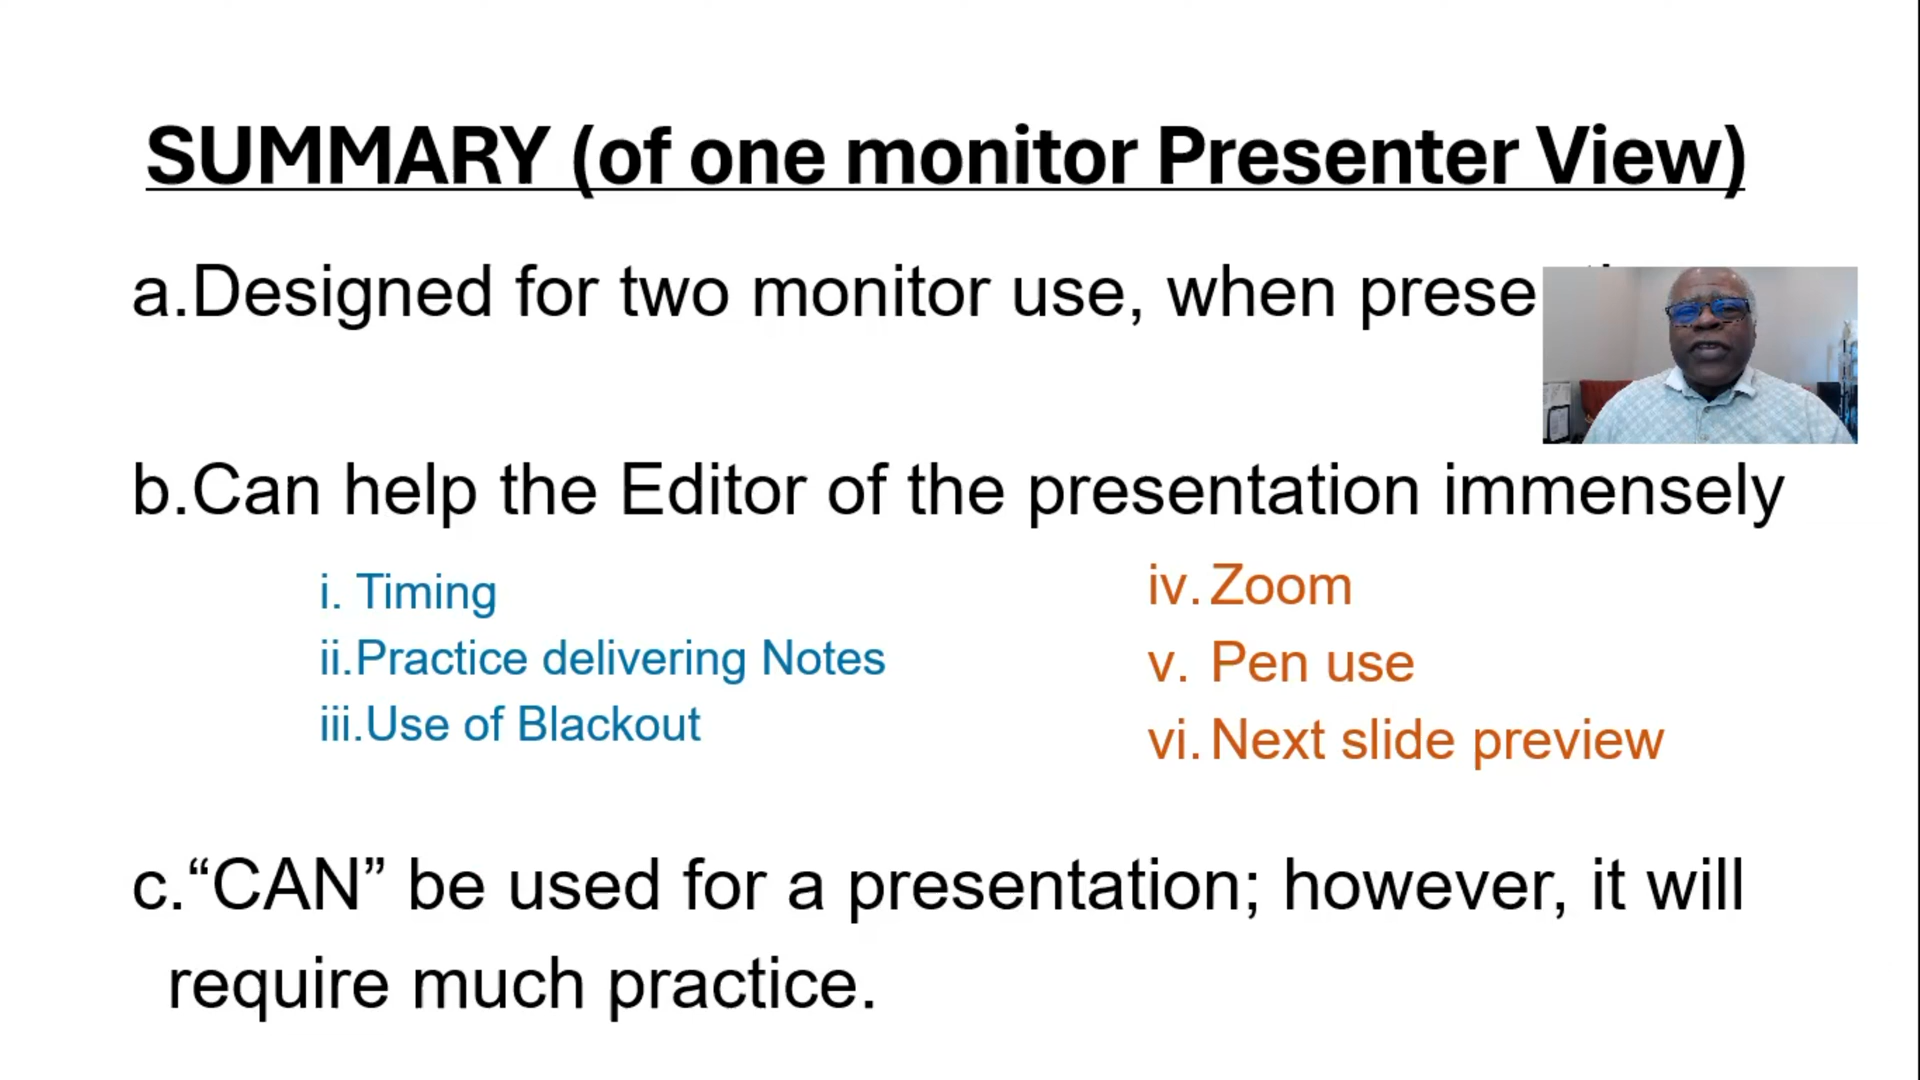 SUMMARY (of one monitor Presenter View)
a.Designed for two monitor use, when
b.Can help the Editor of the presentation immensely
i. Timing
ii.Practice delivering Notes
iii.Use of Blackout
iv. Zoom
v. Pen use
vi. Next slide preview
c.“CAN” be used for a presentation; however, it will
require much practice.